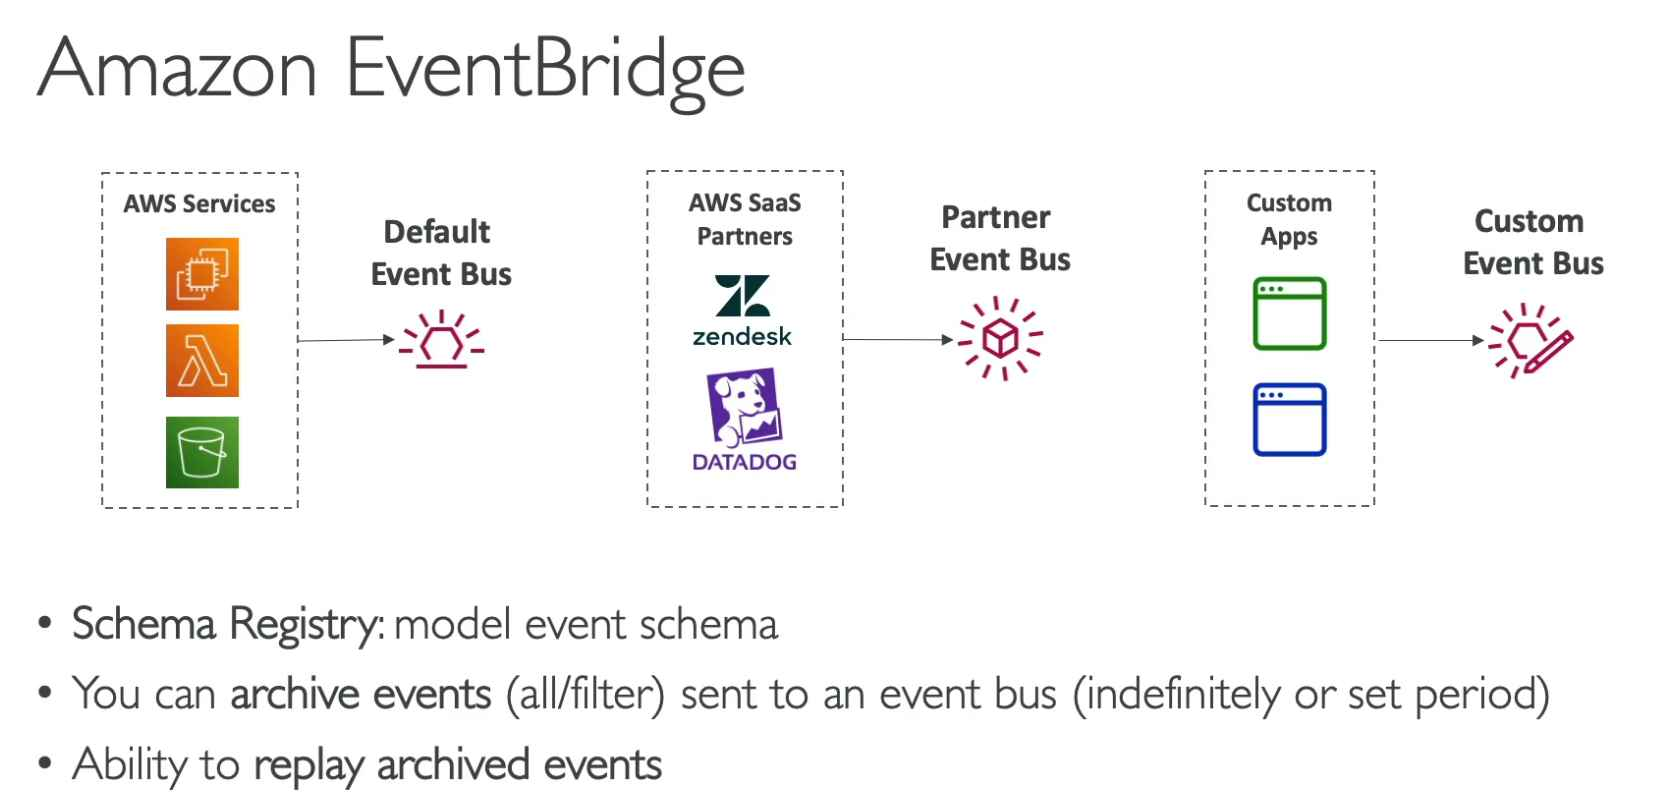 Amazon EventBridge
AWS Services
Default
Event Bus
AWS SaaS
Partners
zendesk
DATADOG
Partner
Event Bus
Custom
Apps
Custom
Event Bus
• Schema Registry: model event schema
• You can archive events (all/filter) sent to an event bus (indefinitely or set period)
• Ability to replay archived events